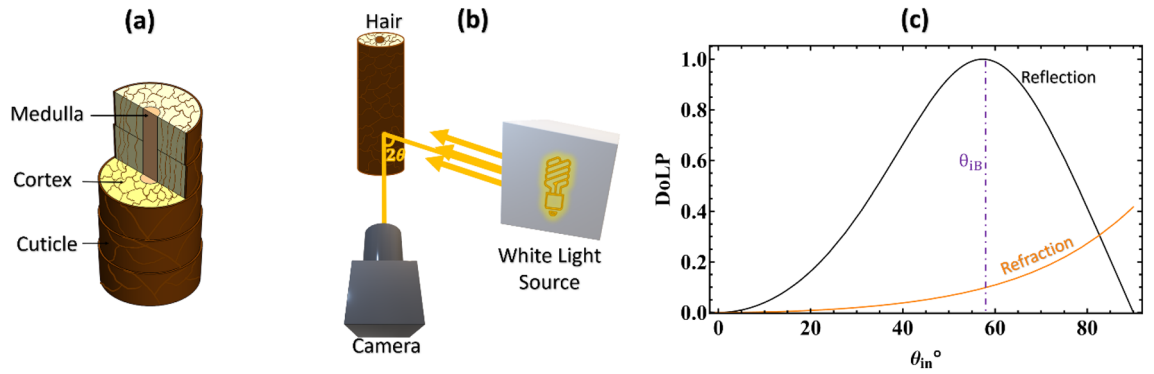 (a)
Medulla
Cortex
Cuticle
(b)
Hair
2θ
White Light
Source
Camera
(c)
1.0
0.8
0.6
0.4
0.2
0.0
DoLP
Reflection
θiB
Refraction
0
20
40
60
80
θin°